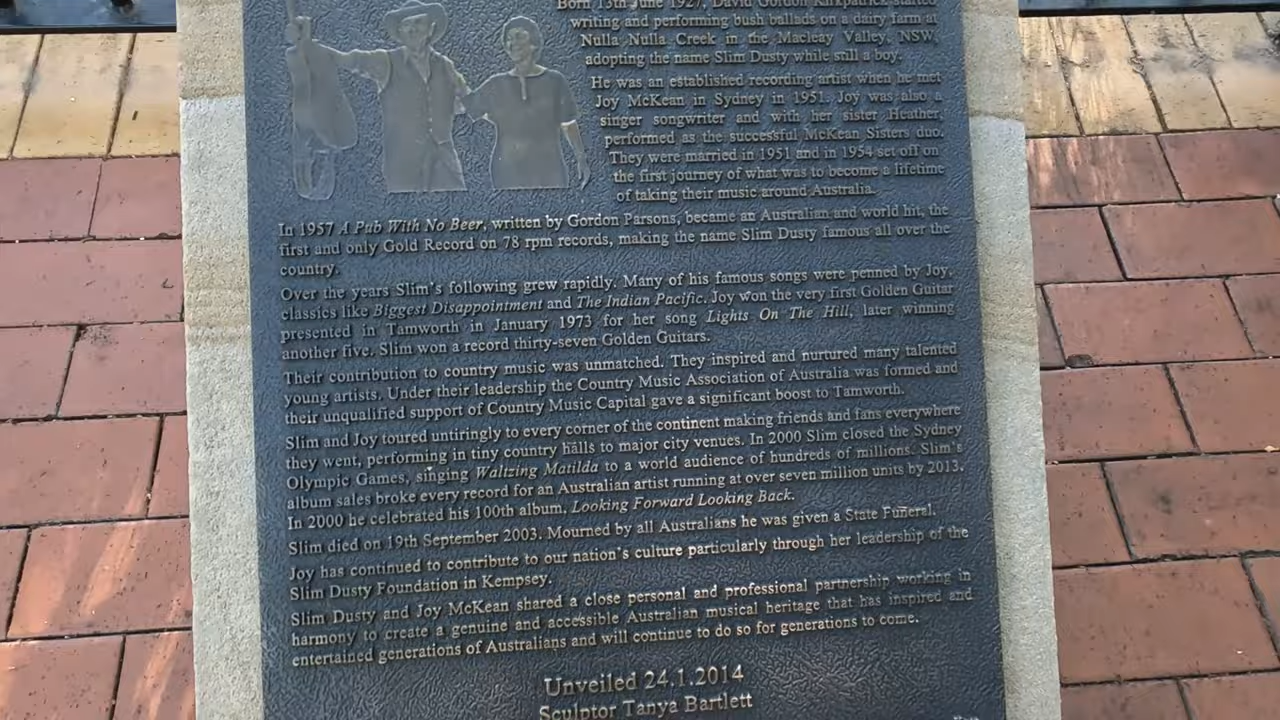 Born 13th June 1927, David Gordon Kirkpatrick started
writing and performing bush ballads on a dairy farm at
Nulla Nulla Creek in the Macleay Valley, NSW,
adopting the name Slim Dusty while still a boy.
He was an established recording artist when he met
Joy McKean in Sydney in 1951. Joy was also a
singer songwriter and with her sister Heather,
performed as the successful McKean Sisters duo.
They were married in 1951 and in 1954 set off on
the first journey of what was to become a lifetime
of taking their music around Australia.
In 1957 A Pub With No Beer, written by Gordon Parsons, became an Australian and world hit, the
first and only Gold Record on 78 rpm records, making the name Slim Dusty famous all over the
country.
Over the years Slim's following grew rapidly. Many of his famous songs were penned by Joy,
classics like Biggest Disappointment and The Indian Pacific. Joy won the very first Golden Guitar
presented in Tamworth in January 1973 for her song Lights On The Hill, later winning
another five. Slim won a record thirty-seven Golden Guitars.
Their contribution to country music was unmatched. They inspired and nurtured many talented
young artists. Under their leadership the Country Music Association of Australia was formed and
their unqualified support of Country Music Capital gave a significant boost to Tamworth.
Slim and Joy toured untiringly to every corner of the continent making friends and fans everywhere
they went, performing in tiny country halls to major city venues. In 2000 Slim closed the Sydney
Olympic Games, singing Waltzing Matilda to a world audience of hundreds of millions. Slim's
album sales broke every record for an Australian artist running at over seven million units by 2013.
In 2000 he celebrated his 100th album, Looking Forward Looking Back.
Slim died on 19th September 2003. Mourned by all Australians he was given a State Funeral.
Joy has continued to contribute to our nation's culture particularly through her leadership of the
Slim Dusty Foundation in Kempsey.
Slim Dusty and Joy McKean shared a close personal and professional partnership working in
harmony to create a genuine and accessible Australian musical heritage that has inspired and
entertained generations of Australians and will continue to do so for generations to come.
Unveiled 24.1.2014
Sculptor Tanya Bartlett